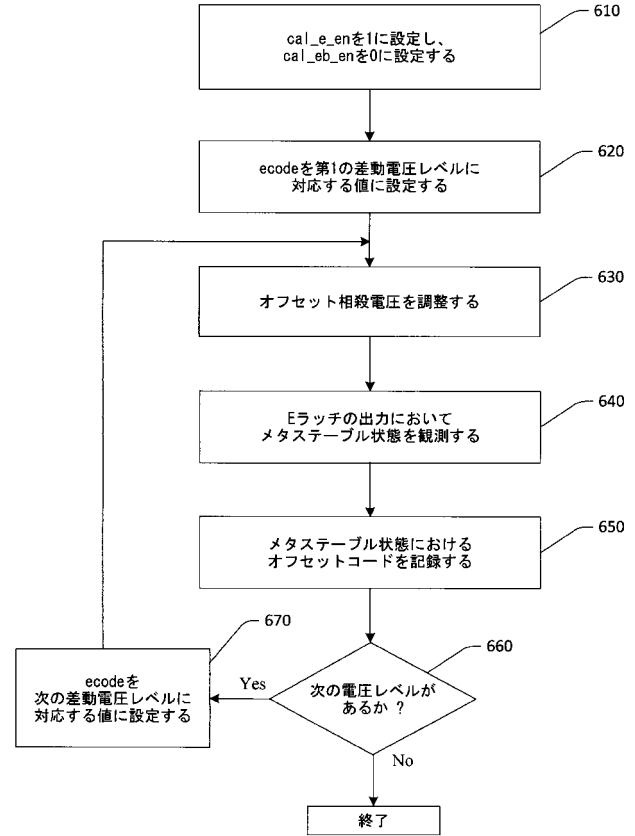 610
cal_e_enを1に設定し、
cal_eb_enを0に設定する
620
ecodeを第1の差動電圧レベルに
対応する値に設定する
630
オフセット相殺電圧を調整する
640
Eラッチの出力において
メタステーブル状態を観測する
650
メタステーブル状態における
オフセットコードを記録する
660
次の電圧レベルが
あるか ?
Yes
670
ecodeを
次の差動電圧レベルに
対応する値に設定する
No
終了